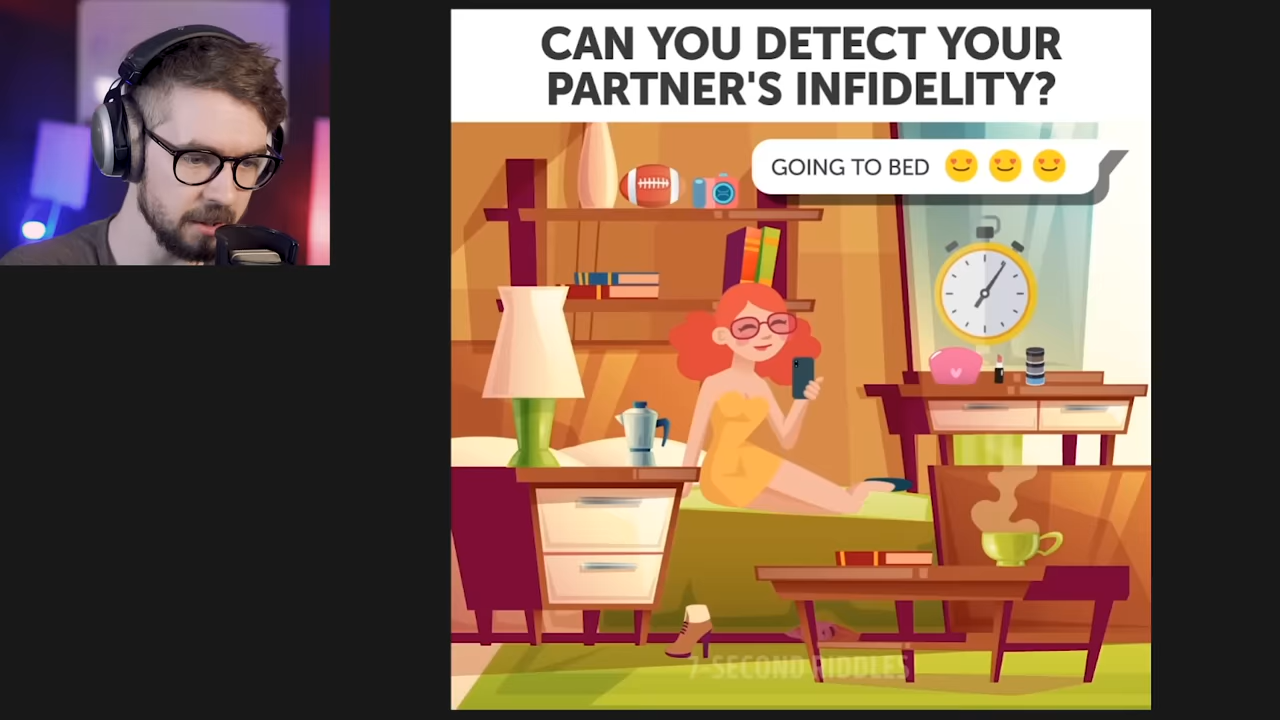 CAN YOU DETECT YOUR
PARTNER'S INFIDELITY?
GOING TO BED
7-SECOND RIDDLES